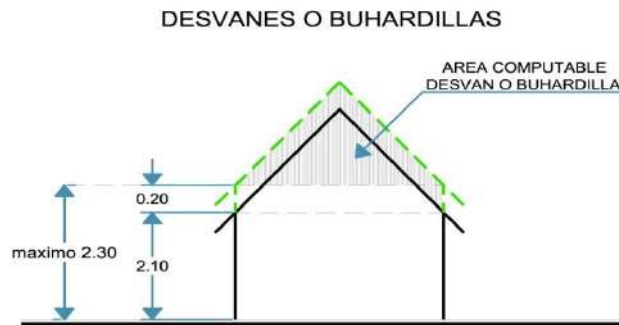 DESVANES O BUHARDILLAS
AREA COMPUTABLE
DESVAN O BUHARDILLA
0.20
maximo 2.30
2.10